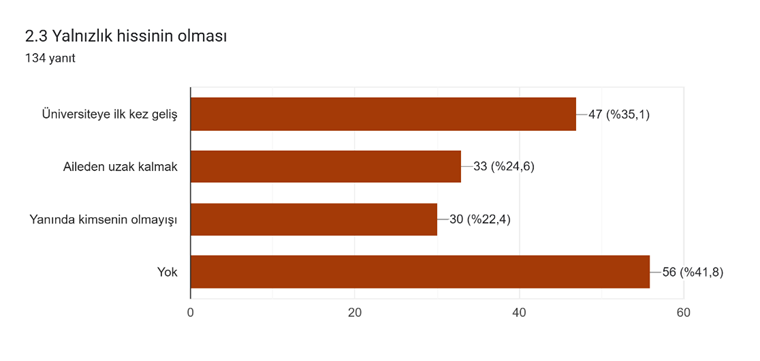 2.3 Yalnızlık hissinin olması
134 yanıt
Üniversiteye ilk kez geliş
47 (%35,1)
Aileden uzak kalmak
33 (%24,6)
Yanında kimsenin olmayışı
30 (%22,4)
Yok
56 (%41,8)
0
20
40
60